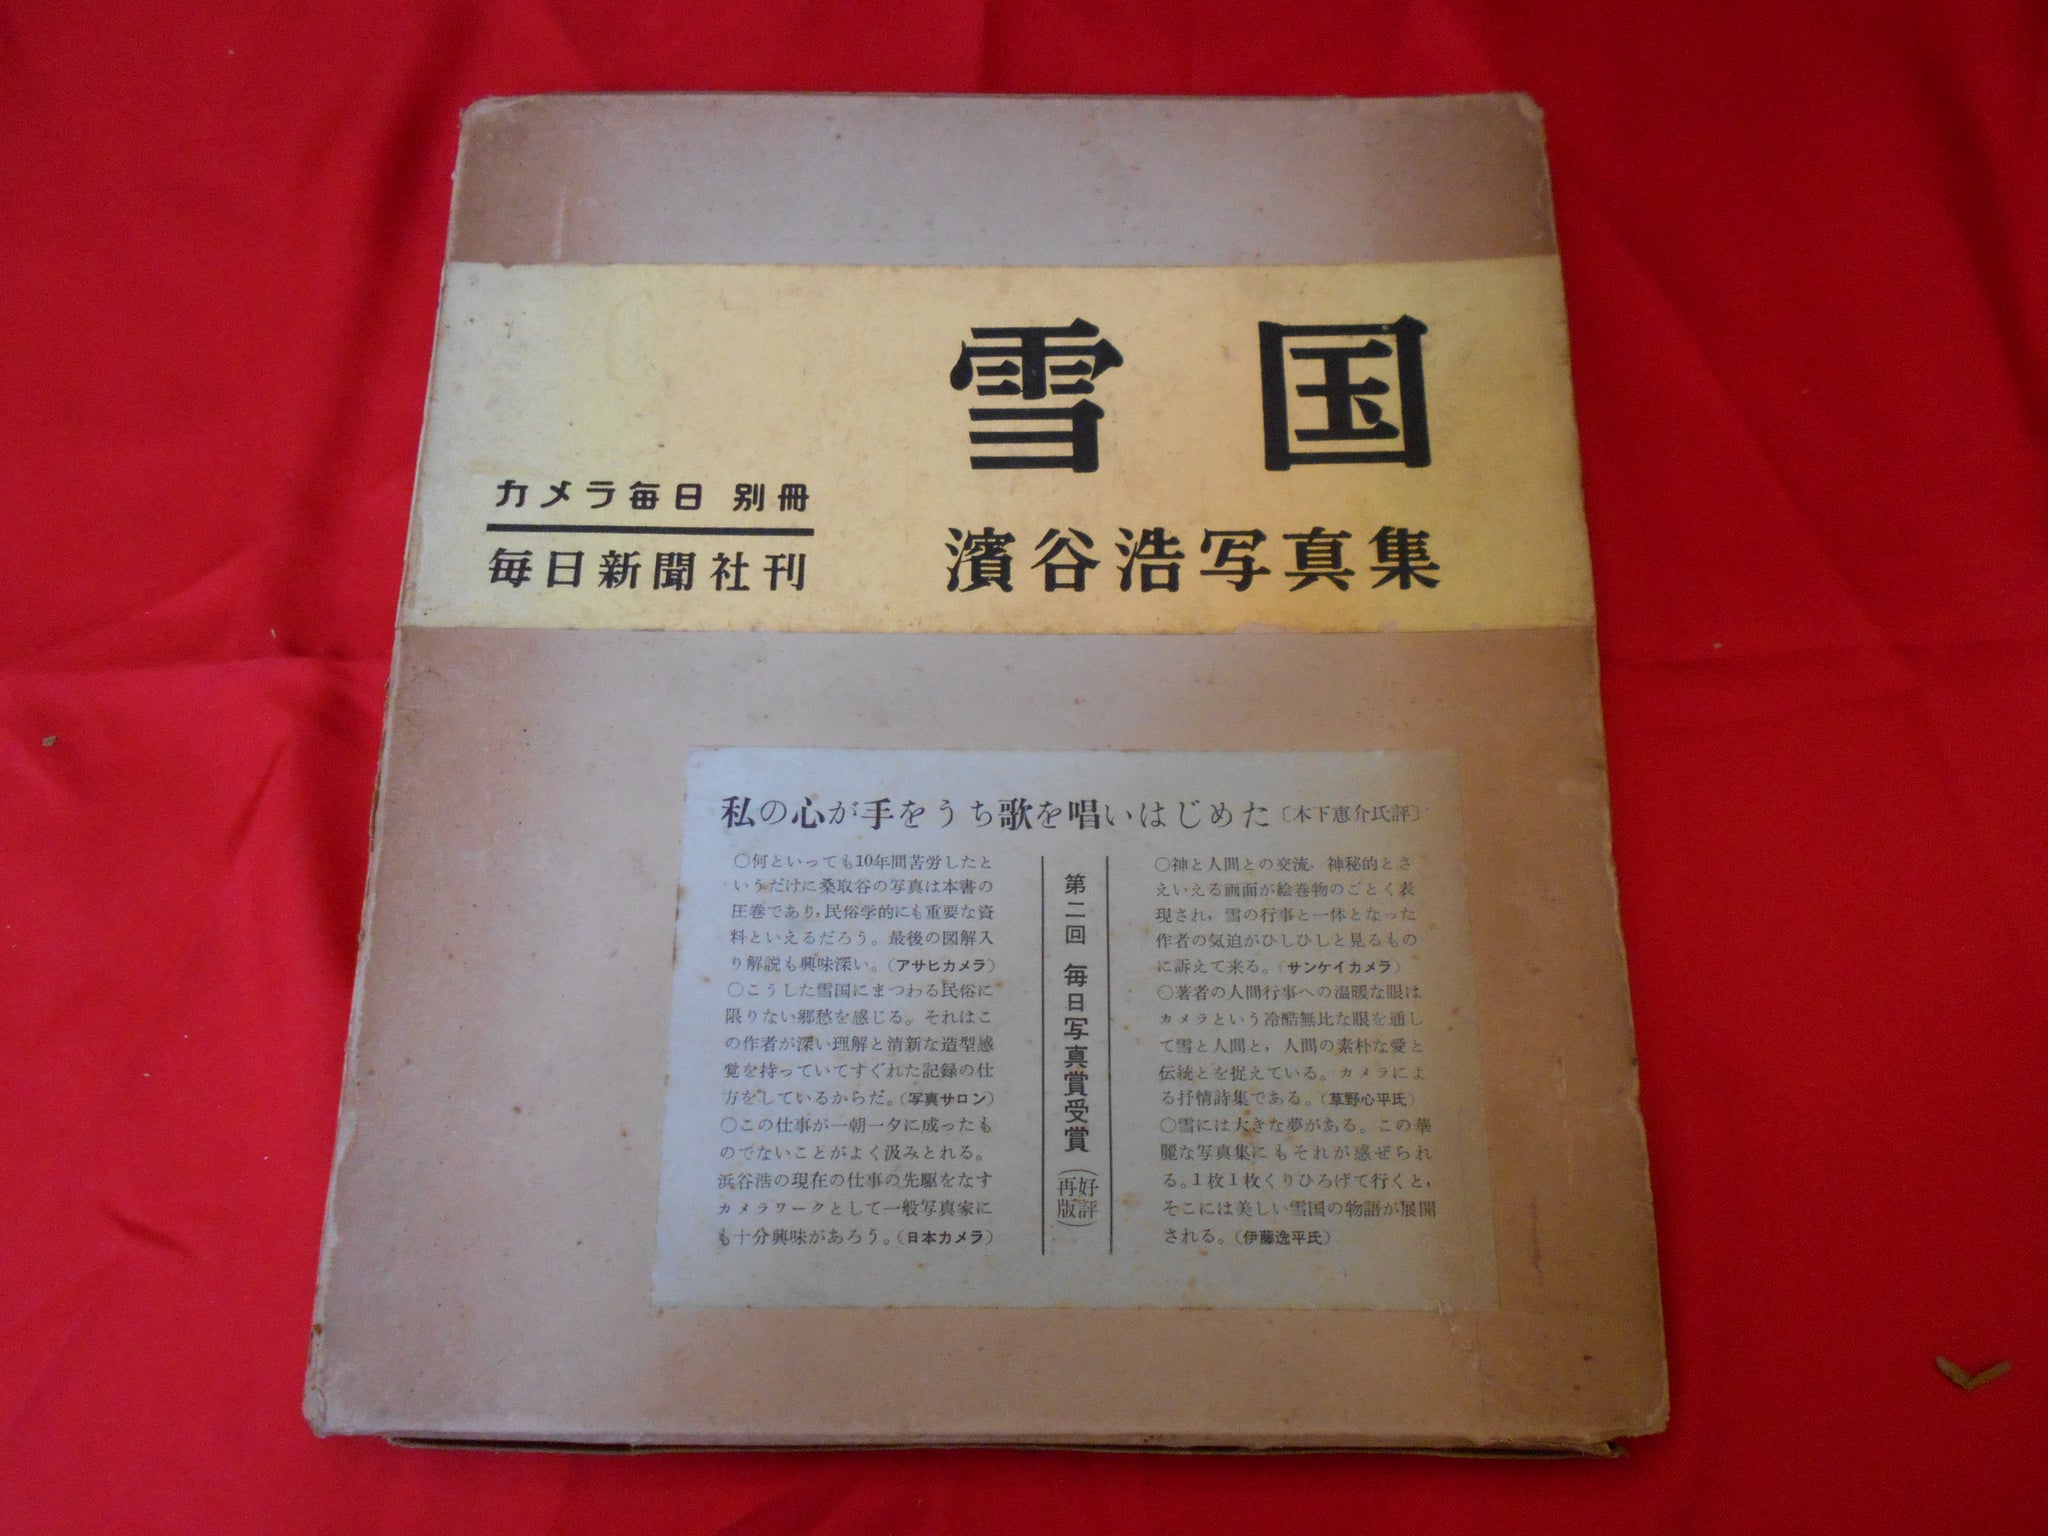 雪国
濱谷浩写真集
カメラ毎日 別冊
毎日新聞社刊
私の心が手をうち歌を唱いはじめた〔木下恵介氏評〕
〇何といっても10年間苦労したと
いうだけに桑取谷の写真は本書の
圧巻であり,民俗学的にも重要な資
料といえるだろう。最後の図解入
り解説も興味深い。(アサヒカメラ)
〇こうした雪国にまつわる民俗に
限りない郷愁を感じる。それはこ
の作者が深い理解と清新な造型感
覚を持っていてすぐれた記録の仕
方をしているからだ。(写真サロン)
〇この仕事が一朝一夕に成ったも
のでないことがよく汲みとれる。
浜谷浩の現在の仕事の先駆をなす
カメラワークとして一般写真家に
も十分興味があろう。(日本カメラ)
第二回 毎日写真賞受賞(好評再版)
〇神と人間との交流，神秘的とさ
えいえる画面が絵巻物のごとく表
現され，雪の行事と一体となった
作者の気迫がひしひしと見るもの
に訴えて来る。(サンケイカメラ)
〇著者の人間行事への温暖な眼は
カメラという冷酷無比な眼を通し
て雪と人間と，人間の素朴な愛と
伝統とを捉えている。カメラによ
る抒情詩集である。(草野心平氏)
〇雪には大きな夢がある。この華
麗な写真集にもそれが感ぜられ
る。1枚1枚くりひろげて行くと，
そこには美しい雪国の物語が展開
される。(伊藤逸平氏)